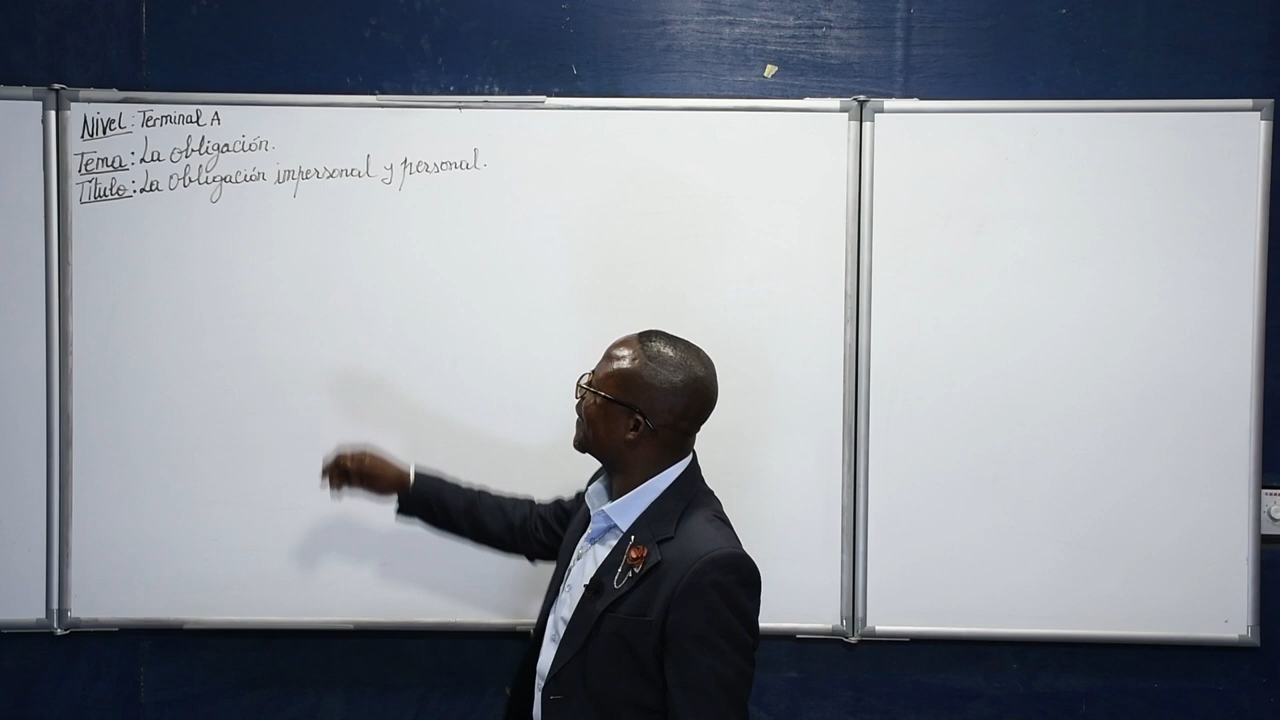 Nivel: Terminal A
Tema: La obligación.
Título: La obligación impersonal y personal.